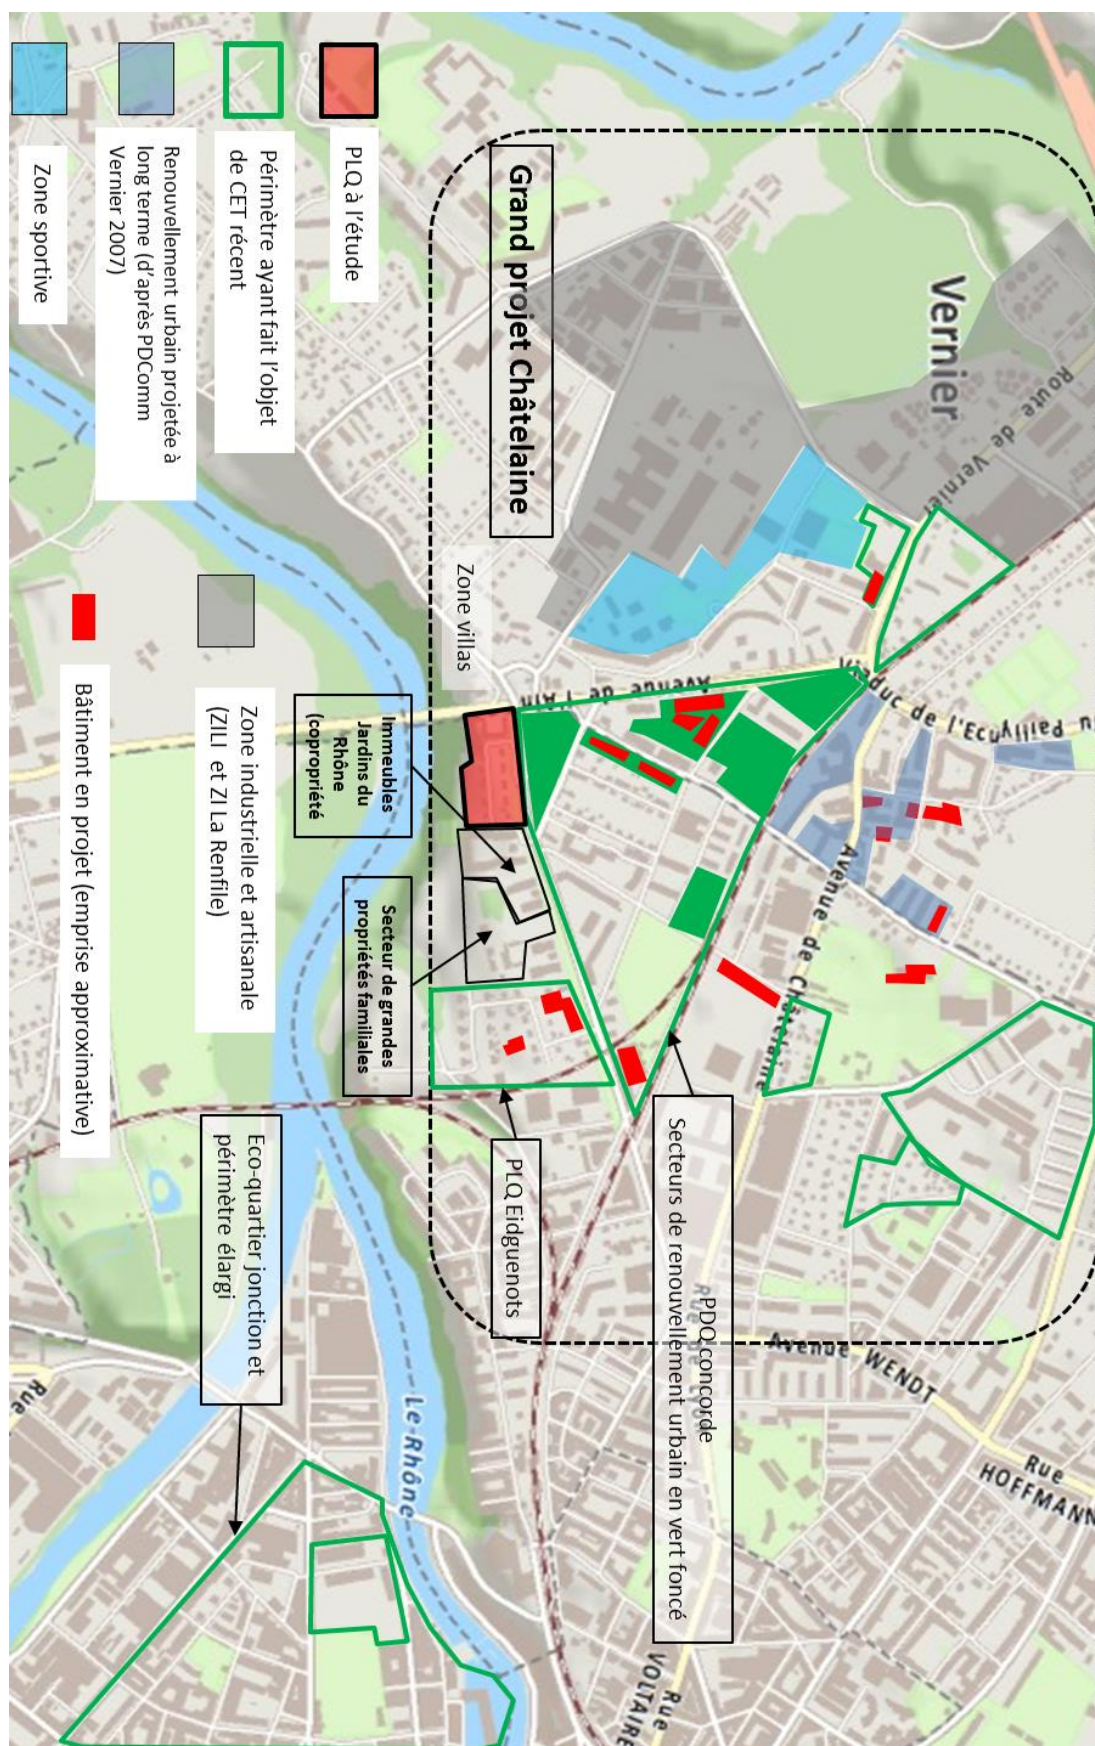 Vernier
Route de Vernier
Viaduc de l'Ecu
Avenue de l'Ain
Avenue de Châtelaine
Avenue WENDT
Rue
HOFFMANN
Rue de Lyon
Rue
VOLTAIRE
Le Rhône
Rue
Grand projet Châtelaine
Zone villas
PDQ concorde
Secteurs de renouvellement urbain en vert foncé
PLQ Eidguenots
Immeubles
Jardins du
Rhône
(copropriété
Secteur de grandes
propriétés familiales
Eco-quartier jonction et
périmètre élargi
PLQ à l'étude
Périmètre ayant fait l'objet
de CET récent
Renouvellement urbain projetée à
long terme (d'après PDComm
Vernier 2007)
Zone sportive
Zone industrielle et artisanale
(ZILI et ZI La Renfile)
Bâtiment en projet (emprise approximative)